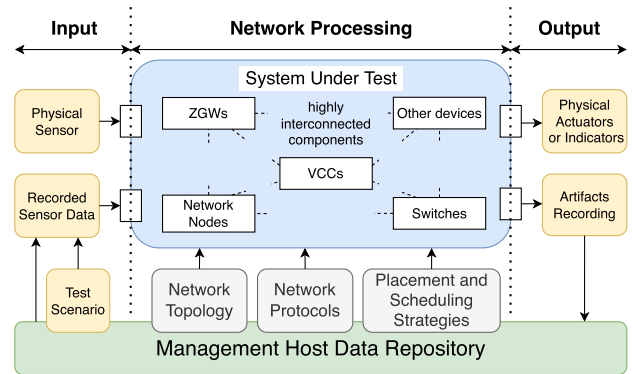 Input
Network Processing
Output
System Under Test
Physical
Sensor
ZGWs
highly
interconnected
components
Other devices
Physical
Actuators
or Indicators
VCCs
Recorded
Sensor Data
Network
Nodes
Switches
Artifacts
Recording
Test
Scenario
Network
Topology
Network
Protocols
Placement and
Scheduling
Strategies
Management Host Data Repository